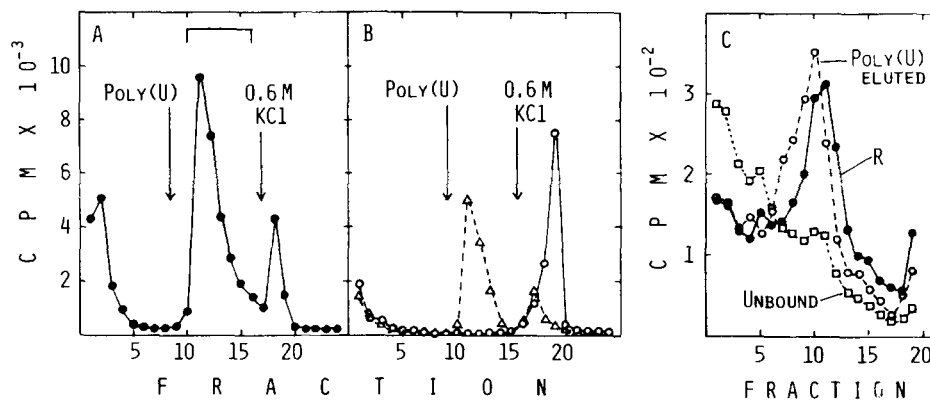 A
B
C
C P M X 10-3
10
8
6
4
2
POLY(U)
0.6 M
KCl
POLY(U)
0.6 M
KCl
5 10 15 20
5 10 15 20
F R A C T I O N
C P M X 10-2
3
2
1
POLY(U)
ELUTED
R
UNBOUND
5 10 15 20
F R A C T I O N